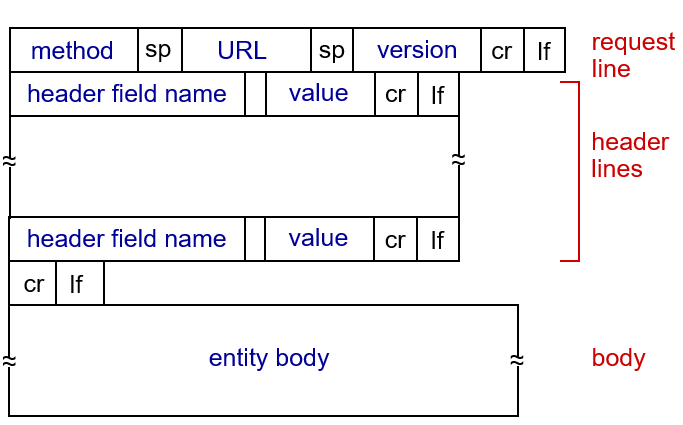 method sp URL sp version cr lf
request
line
header field name value cr lf
header
lines
header field name value cr lf
cr lf
entity body
body